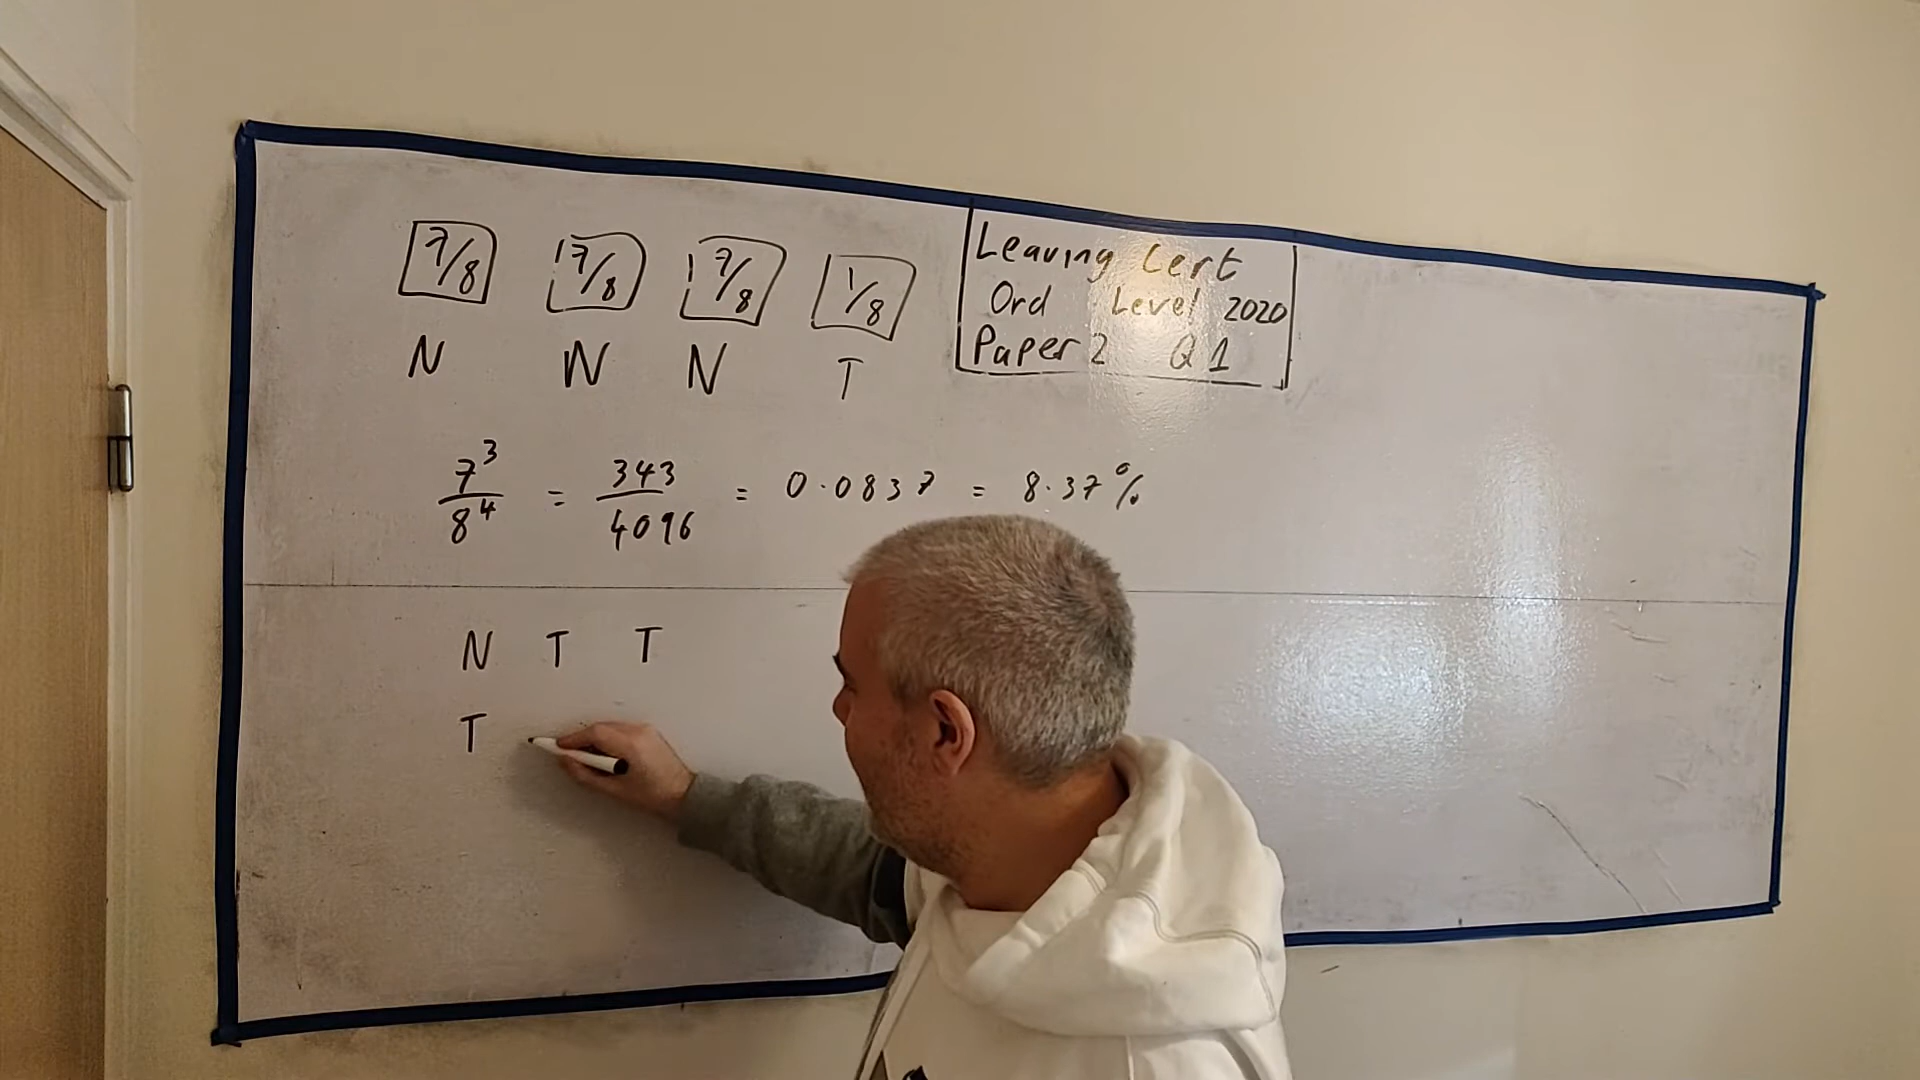 7/8 7/8 7/8 1/8
N N N T
Leaving Cert
Ord Level 2020
Paper 2 Q1
7³/8⁴ = 343/4096 = 0.0837 = 8.37%
N T T
T